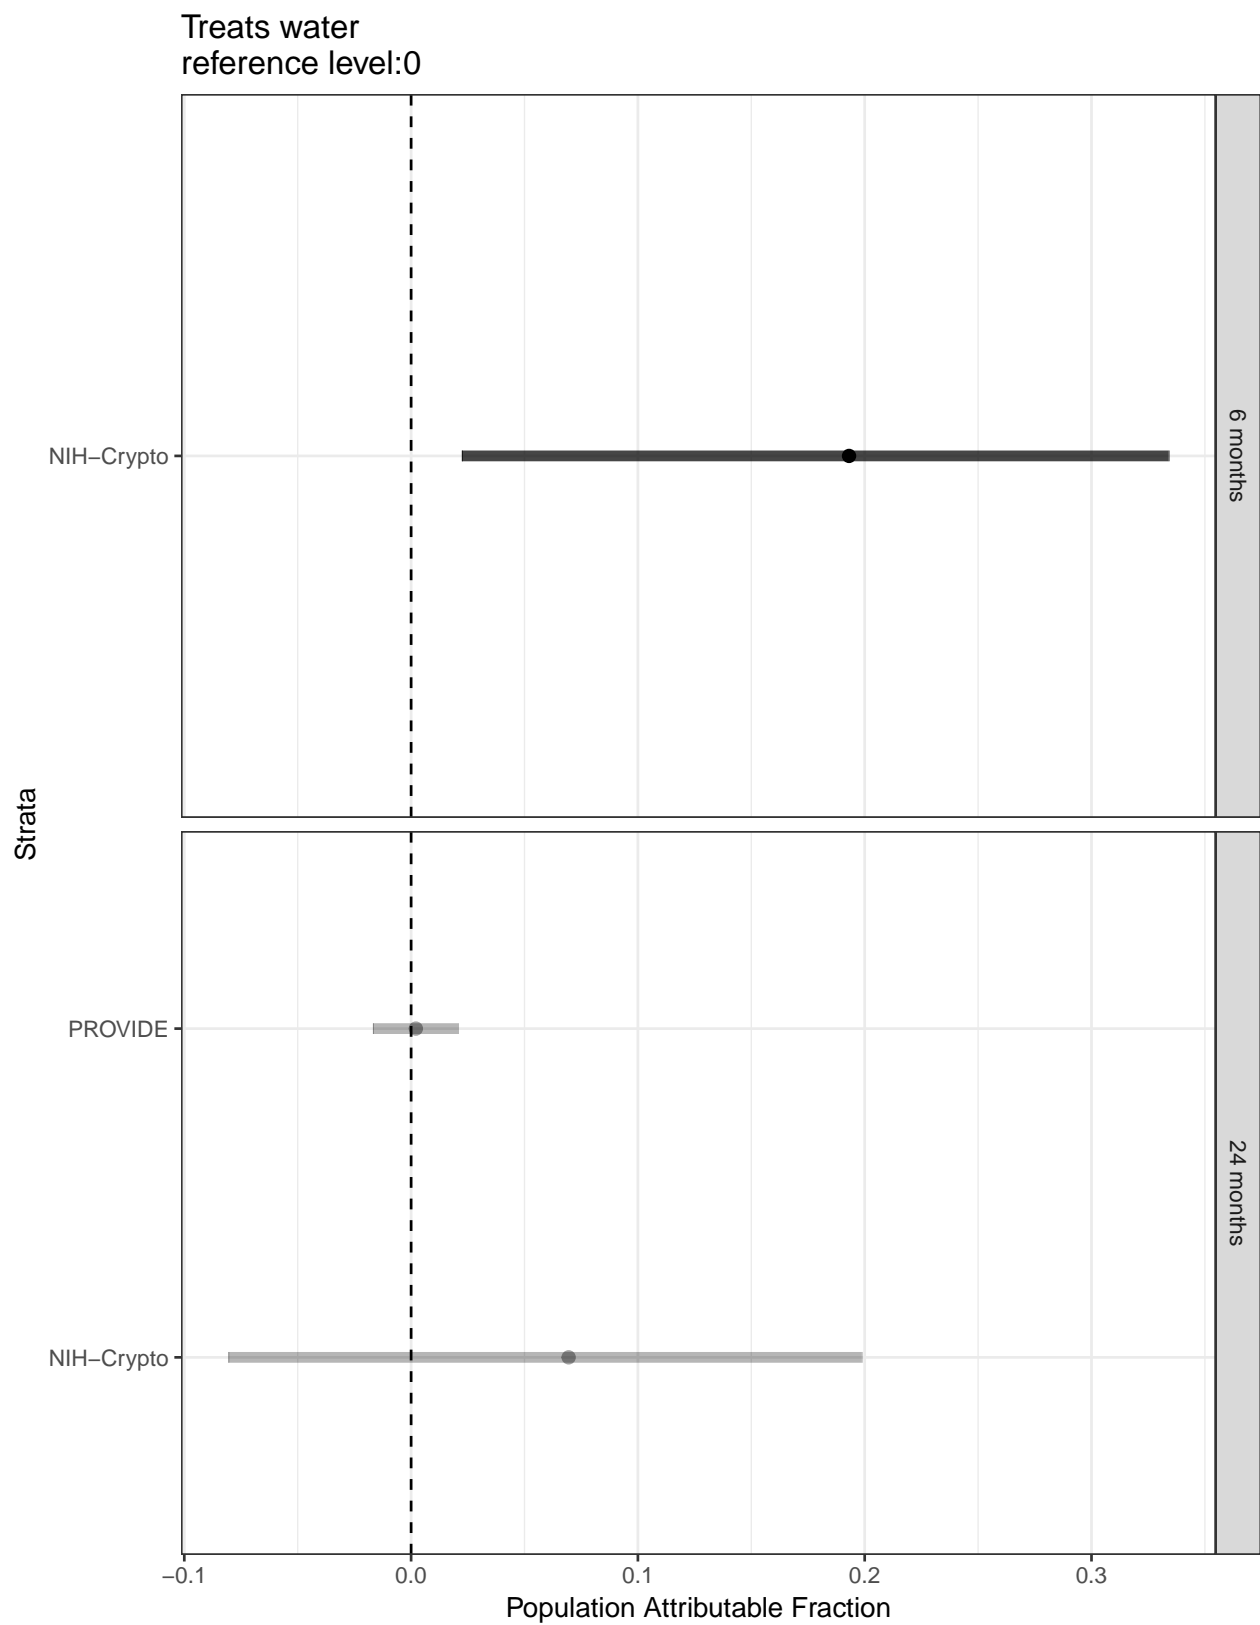 Treats water
reference level:0
NIH−Crypto
6 months
Strata
PROVIDE
24 months
NIH−Crypto
−0.1 0.0 0.1 0.2 0.3
Population Attributable Fraction